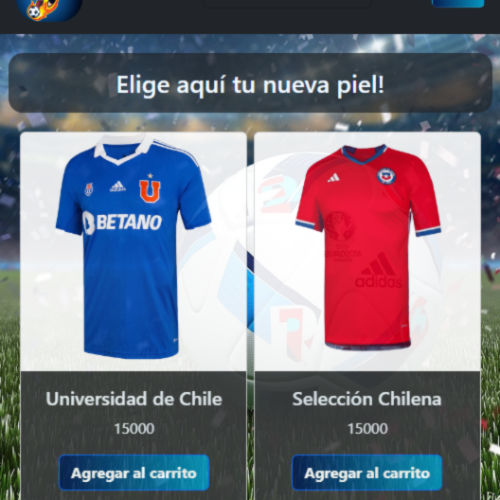 Elige aquí tu nueva piel!
adidas
U
BETANO
adidas
Universidad de Chile
Selección Chilena
15000
15000
Agregar al carrito
Agregar al carrito